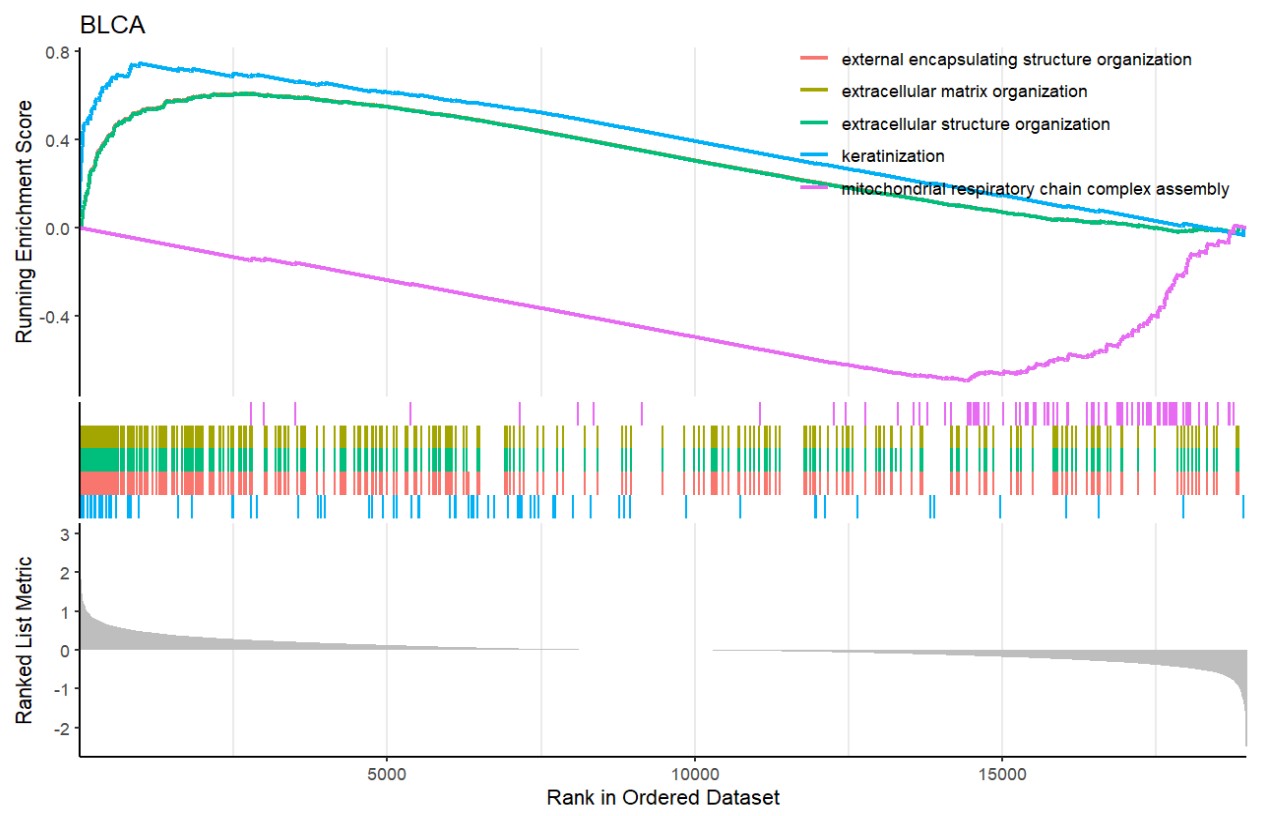 BLCA
Running Enrichment Score
0.8
0.4
0.0
-0.4
external encapsulating structure organization
extracellular matrix organization
extracellular structure organization
keratinization
mitochondrial respiratory chain complex assembly
Ranked List Metric
3
2
1
0
-1
-2
5000
10000
15000
Rank in Ordered Dataset